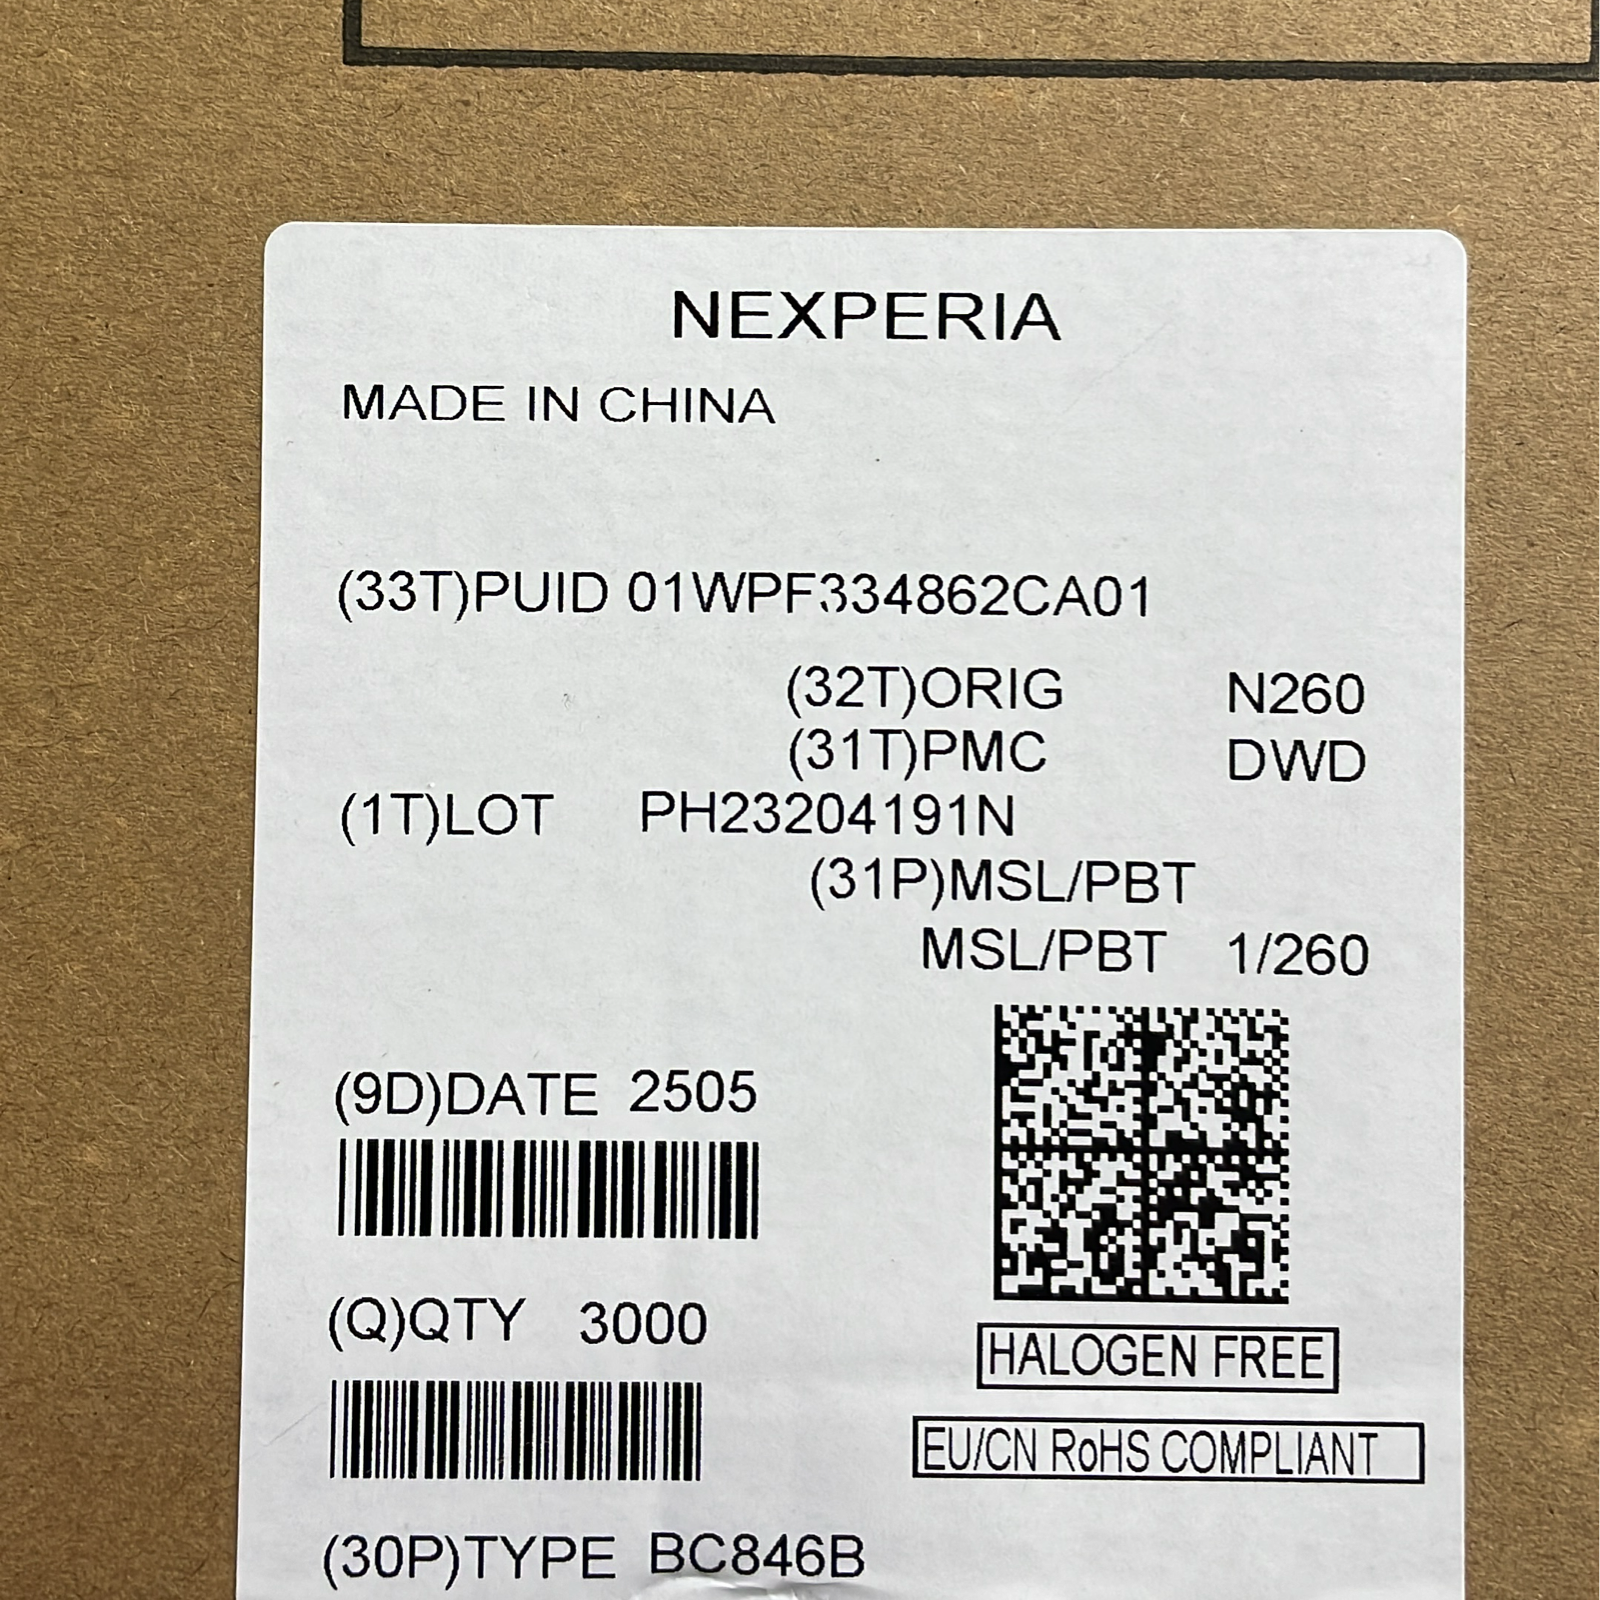 NEXPERIA
MADE IN CHINA
(33T)PUID 01WPF334862CA01
(32T)ORIG N260
(31T)PMC DWD
(1T)LOT PH23204191N
(31P)MSL/PBT
MSL/PBT 1/260
(9D)DATE 2505
(Q)QTY 3000
HALOGEN FREE
EU/CN RoHS COMPLIANT
(30P)TYPE BC846B